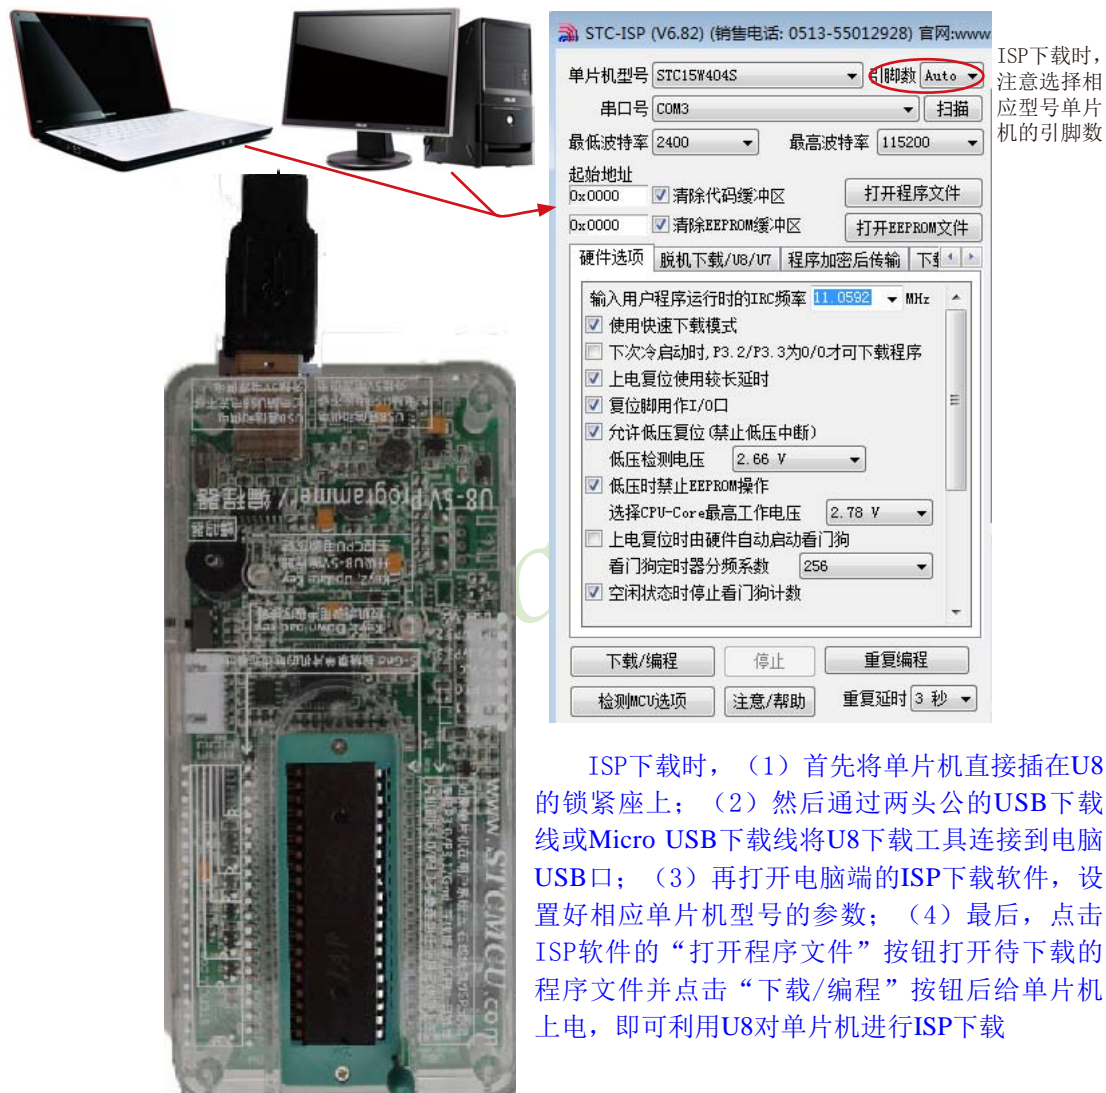 STC-ISP (V6.82) (销售电话: 0513-55012928) 官网:www
单片机型号 STC15W404S 引脚数 Auto
串口号 COM3 扫描
最低波特率 2400 最高波特率 115200
起始地址
0x0000 清除代码缓冲区 打开程序文件
0x0000 清除EEPROM缓冲区 打开EEPROM文件
硬件选项 脱机下载/U8/U7 程序加密后传输
输入用户程序运行时的IRC频率 11.0592 MHz
使用快速下载模式
下次冷启动时,P3.2/P3.3为0/0才可下载程序
上电复位使用较长延时
复位脚用作I/O口
允许低压复位(禁止低压中断)
低压检测电压 2.66 V
低压时禁止EEPROM操作
选择CPU-Core最高工作电压 2.78 V
上电复位时由硬件自动启动看门狗
看门狗定时器分频系数 256
空闲状态时停止看门狗计数
下载/编程 停止 重复编程
检测MCU选项 注意/帮助 重复延时 3 秒
ISP下载时，
注意选择相
应型号单片
机的引脚数
U8-5V Programmer / 编程器
www.STCMCU.com
ISP下载时，（1）首先将单片机直接插在U8
的锁紧座上；（2）然后通过两头公的USB下载
线或Micro USB下载线将U8下载工具连接到电脑
USB口；（3）再打开电脑端的ISP下载软件，设
置好相应单片机型号的参数；（4）最后，点击
ISP软件的“打开程序文件”按钮打开待下载的
程序文件并点击“下载/编程”按钮后给单片机
上电，即可利用U8对单片机进行ISP下载